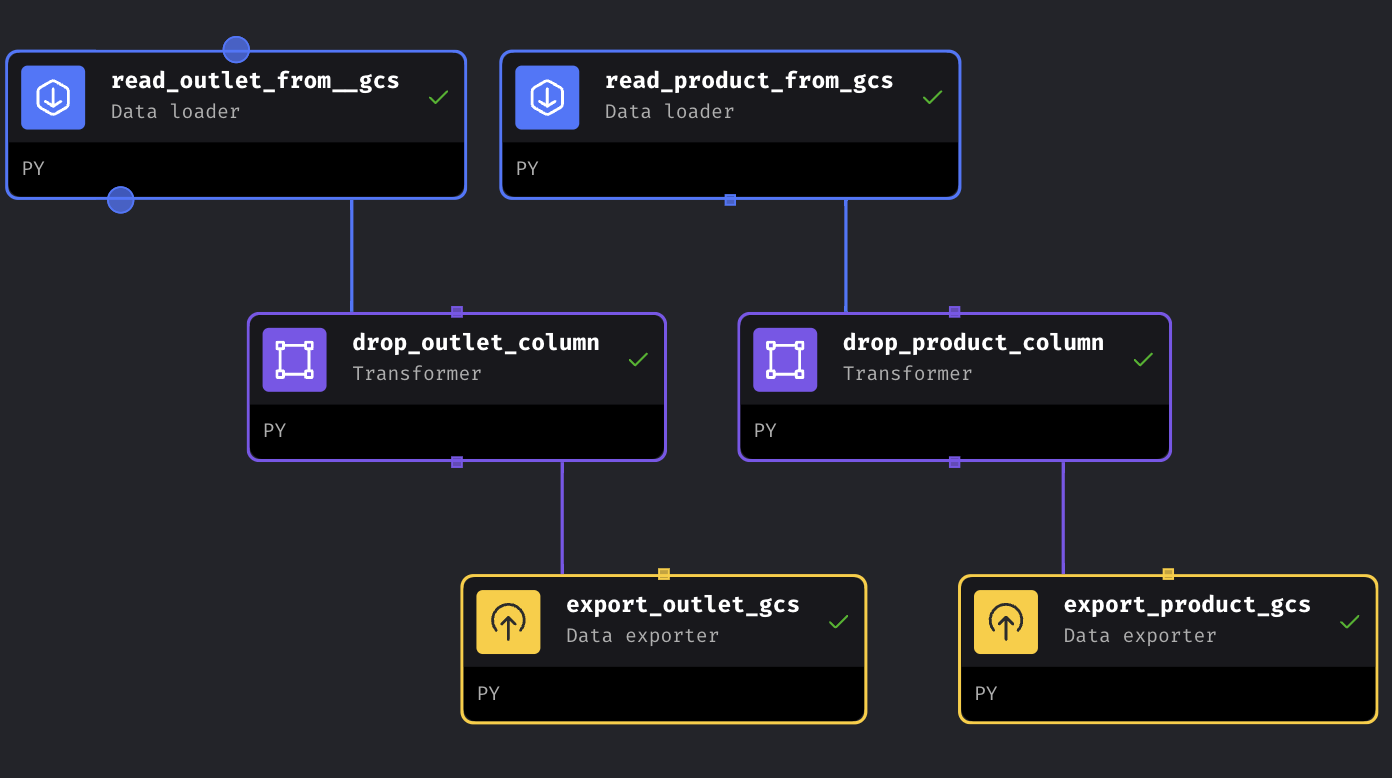 read_outlet_from__gcs
Data loader
PY
read_product_from_gcs
Data loader
PY
drop_outlet_column
Transformer
PY
drop_product_column
Transformer
PY
export_outlet_gcs
Data exporter
PY
export_product_gcs
Data exporter
PY